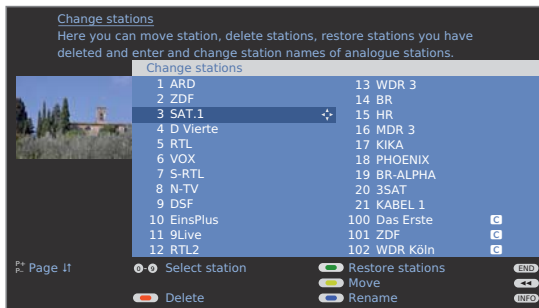 Change stations
Here you can move station, delete stations, restore stations you have
deleted and enter and change station names of analogue stations.
Change stations
1 ARD
2 ZDF
3 SAT.1
4 D Vierte
5 RTL
6 VOX
7 S-RTL
8 N-TV
9 DSF
10 EinsPlus
11 9Live
12 RTL2
13 WDR 3
14 BR
15 HR
16 MDR 3
17 KIKA
18 PHOENIX
19 BR-ALPHA
20 3SAT
21 KABEL 1
100 Das Erste C
101 ZDF C
102 WDR Köln C
P+ P- Page
0-9 Select station
Restore stations END
Move
Delete
Rename INFO